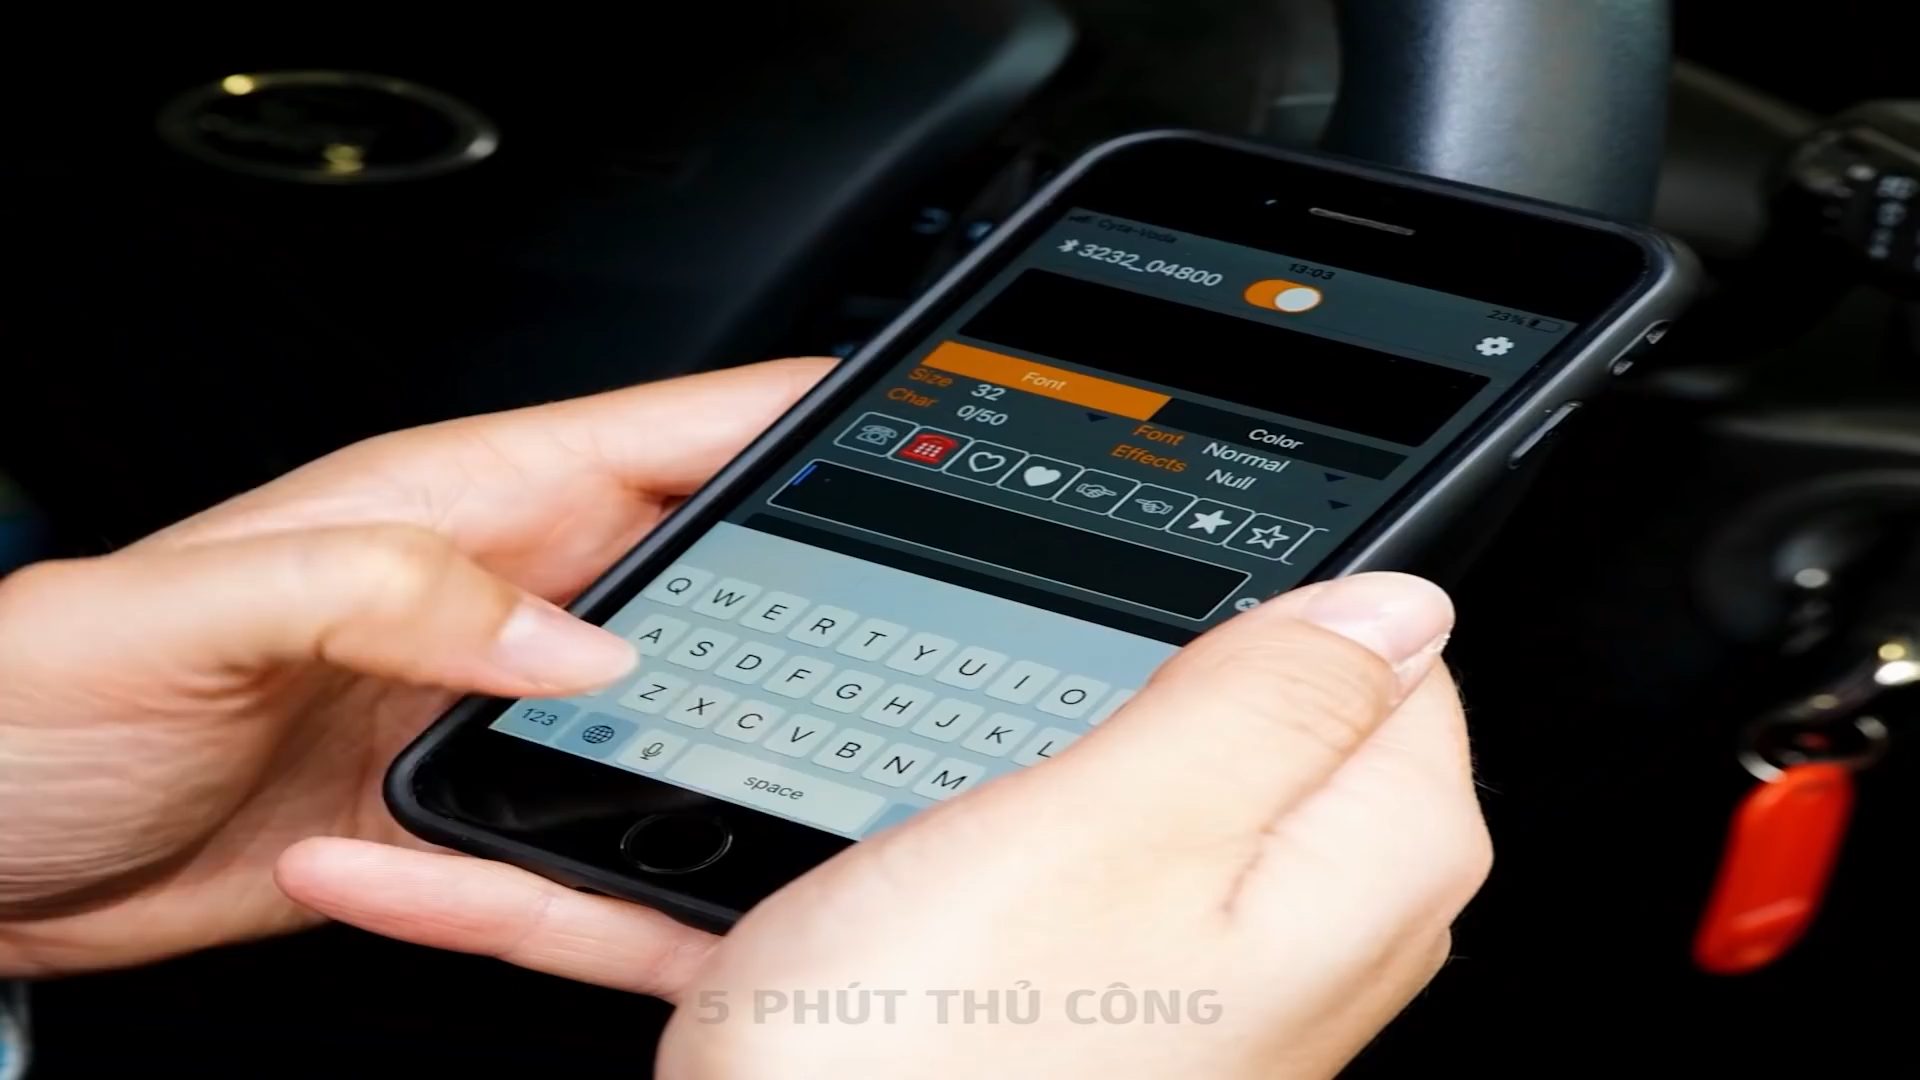 Cyta-Voda
13:03
23%
3232_04800
Font
Color
Size 32
Font Normal
Char 0/50
Effects Null
Q W E R T Y U I O
A S D F G H J K L
Z X C V B N M
123
space
5 PHÚT THỦ CÔNG